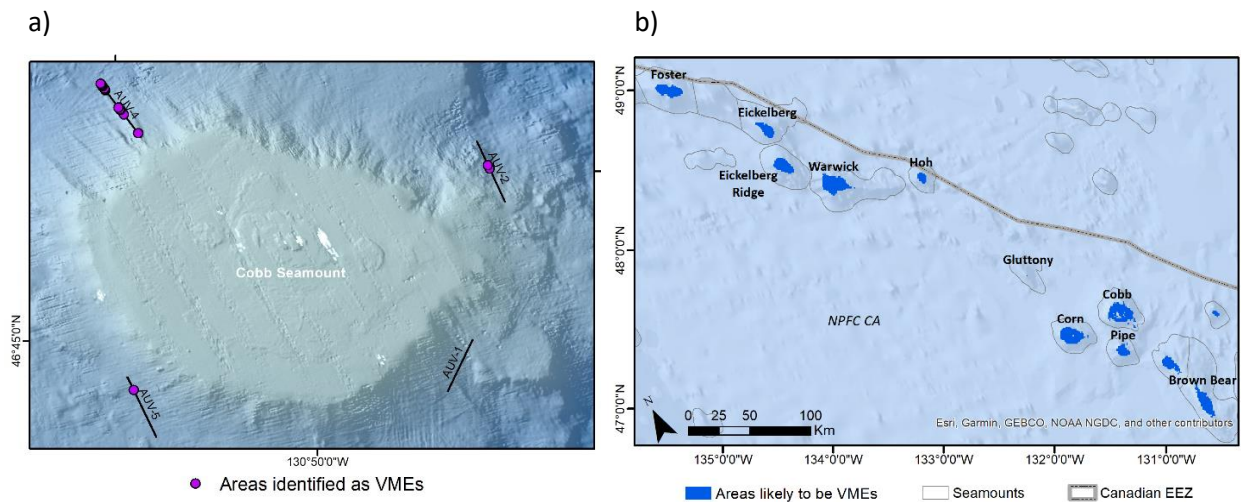 a)
AUV-4
AUV-2
Cobb Seamount
46°45'0"N
AUV-1
AUV-5
130°50'0"W
Areas identified as VMEs
b)
49°0'0"N
Foster
Eickelberg
Eickelberg
Ridge
Warwick
Hoh
48°0'0"N
Gluttony
Cobb
NPFC CA
Corn
Pipe
Brown Bear
47°0'0"N
N
0 25 50 100
Km
Esri, Garmin, GEBCO, NOAA NGDC, and other contributors
135°0'0"W 134°0'0"W 133°0'0"W 132°0'0"W 131°0'0"W
Areas likely to be VMEs Seamounts Canadian EEZ